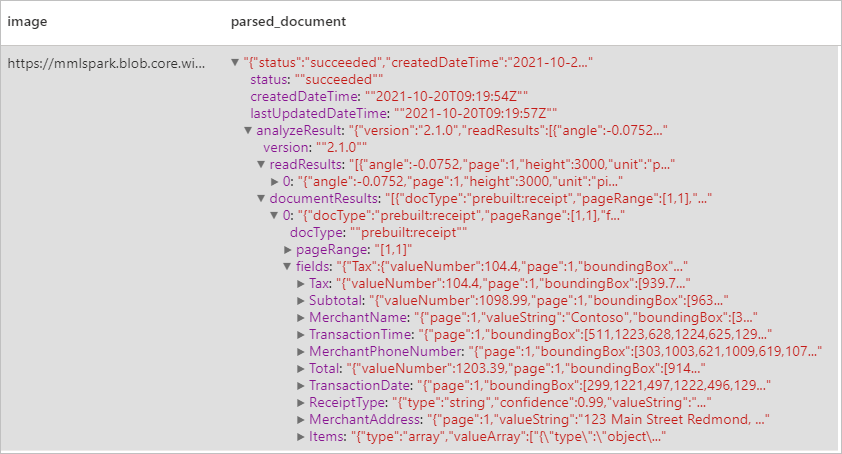 image parsed_document
https://mmlspark.blob.core.wi... "{"status":"succeeded","createdDateTime":"2021-10-2..."
status: ""succeeded""
createdDateTime: ""2021-10-20T09:19:54Z""
lastUpdatedDateTime: ""2021-10-20T09:19:57Z""
analyzeResult: "{"version":"2.1.0","readResults":[{"angle":-0.0752..."
version: ""2.1.0""
readResults: "[{"angle":-0.0752,"page":1,"height":3000,"unit":"p..."
0: "{"angle":-0.0752,"page":1,"height":3000,"unit":"pi..."
documentResults: "[{"docType":"prebuilt:receipt","pageRange":[1,1],"..."
0: "{"docType":"prebuilt:receipt","pageRange":[1,1],"f..."
docType: ""prebuilt:receipt""
pageRange: "[1,1]"
fields: "{"Tax":{"valueNumber":104.4,"page":1,"boundingBox"..."
Tax: "{"valueNumber":104.4,"page":1,"boundingBox":[939.7..."
Subtotal: "{"valueNumber":1098.99,"page":1,"boundingBox":[963..."
MerchantName: "{"page":1,"valueString":"Contoso","boundingBox":[3..."
TransactionTime: "{"page":1,"boundingBox":[511,1223,628,1224,625,129..."
MerchantPhoneNumber: "{"page":1,"boundingBox":[303,1003,621,1009,619,107..."
Total: "{"valueNumber":1203.39,"page":1,"boundingBox":[914..."
TransactionDate: "{"page":1,"boundingBox":[299,1221,497,1222,496,129..."
ReceiptType: "{"type":"string","confidence":0.99,"valueString":"..."
MerchantAddress: "{"page":1,"valueString":"123 Main Street Redmond, ..."
Items: "{"type":"array","valueArray":["{\"type\":\"object\..."